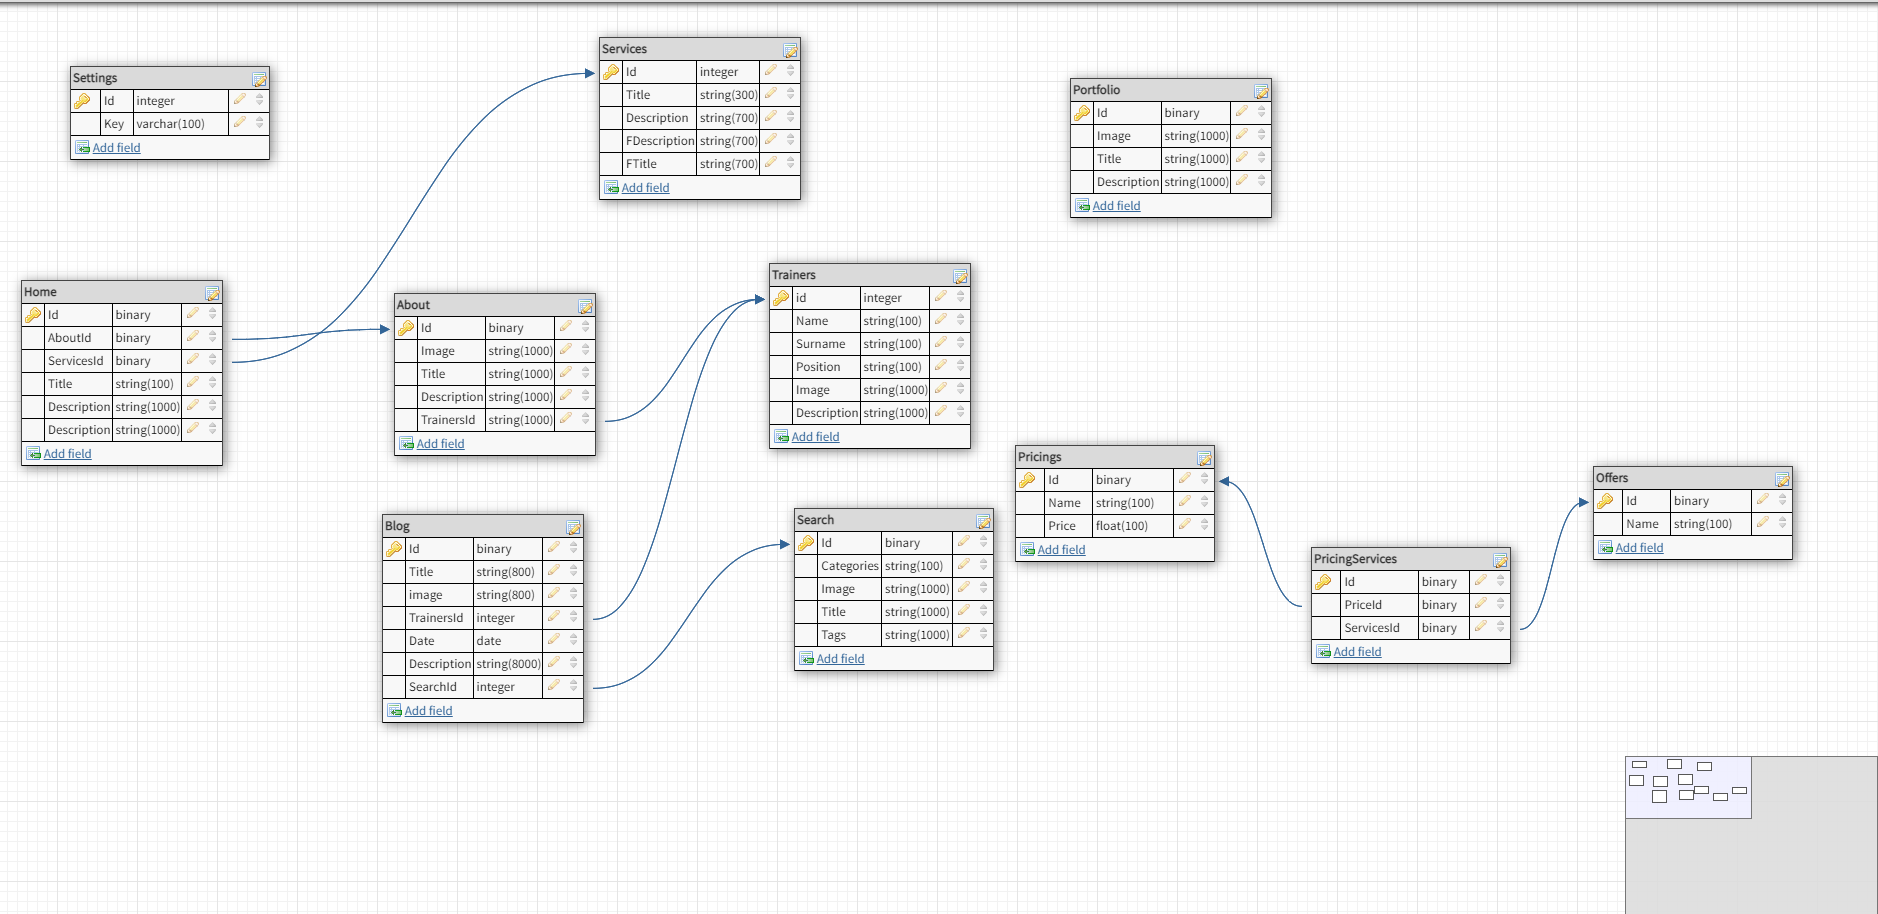 Settings
Id integer
Key varchar(100)
Add field
Services
Id integer
Title string(300)
Description string(700)
FDescription string(700)
FTitle string(700)
Add field
Portfolio
Id binary
Image string(1000)
Title string(1000)
Description string(1000)
Add field
Home
Id binary
AboutId binary
ServicesId binary
Title string(100)
Description string(1000)
Description string(1000)
Add field
About
Id binary
Image string(1000)
Title string(1000)
Description string(1000)
TrainersId string(1000)
Add field
Trainers
id integer
Name string(100)
Surname string(100)
Position string(100)
Image string(1000)
Description string(1000)
Add field
Blog
Id binary
Title string(800)
image string(800)
TrainersId integer
Date date
Description string(8000)
SearchId integer
Add field
Search
Id binary
Categories string(100)
Image string(1000)
Title string(1000)
Tags string(1000)
Add field
Pricings
Id binary
Name string(100)
Price float(100)
Add field
PricingServices
Id binary
PriceId binary
ServicesId binary
Add field
Offers
Id binary
Name string(100)
Add field